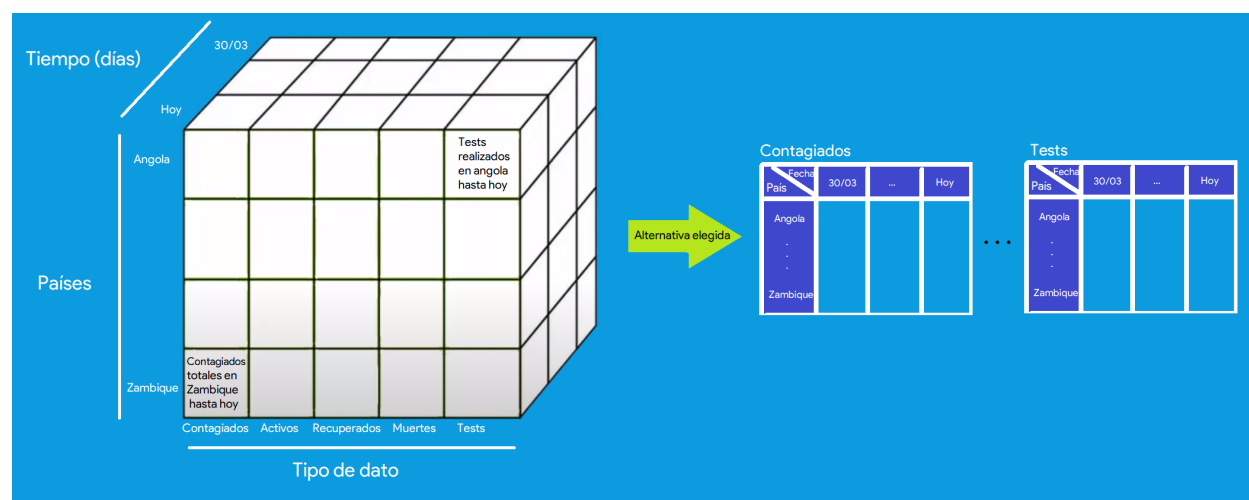 Tiempo (días)
30/03
Hoy
Países
Angola
Zambique
Tests
realizados
en angola
hasta hoy
Contagiados
totales en
Zambique
hasta hoy
Contagiados Activos Recuperados Muertes Tests
Tipo de dato
Alternativa elegida
Contagiados
Fecha
País
30/03 ... Hoy
Angola
.
.
.
Zambique
...
Tests
Fecha
País
30/03 ... Hoy
Angola
.
.
.
Zambique